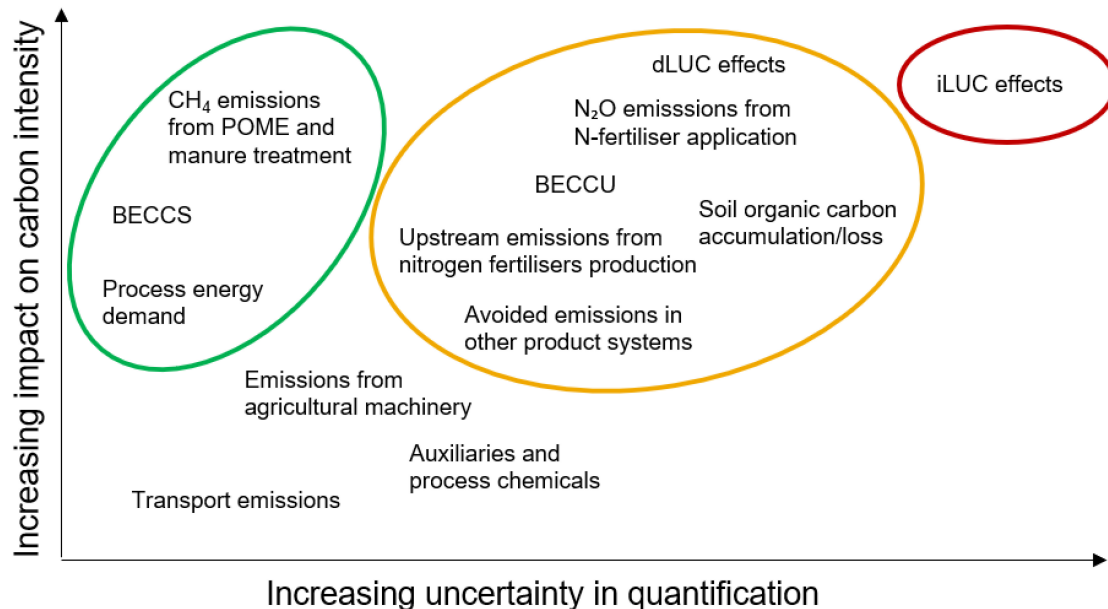 Increasing impact on carbon intensity
dLUC effects
iLUC effects
CH₄ emissions
from POME and
manure treatment
N₂O emisssions from
N-fertiliser application
BECCU
BECCS
Soil organic carbon
accumulation/loss
Upstream emissions from
nitrogen fertilisers production
Process energy
demand
Avoided emissions in
other product systems
Emissions from
agricultural machinery
Auxiliaries and
process chemicals
Transport emissions
Increasing uncertainty in quantification